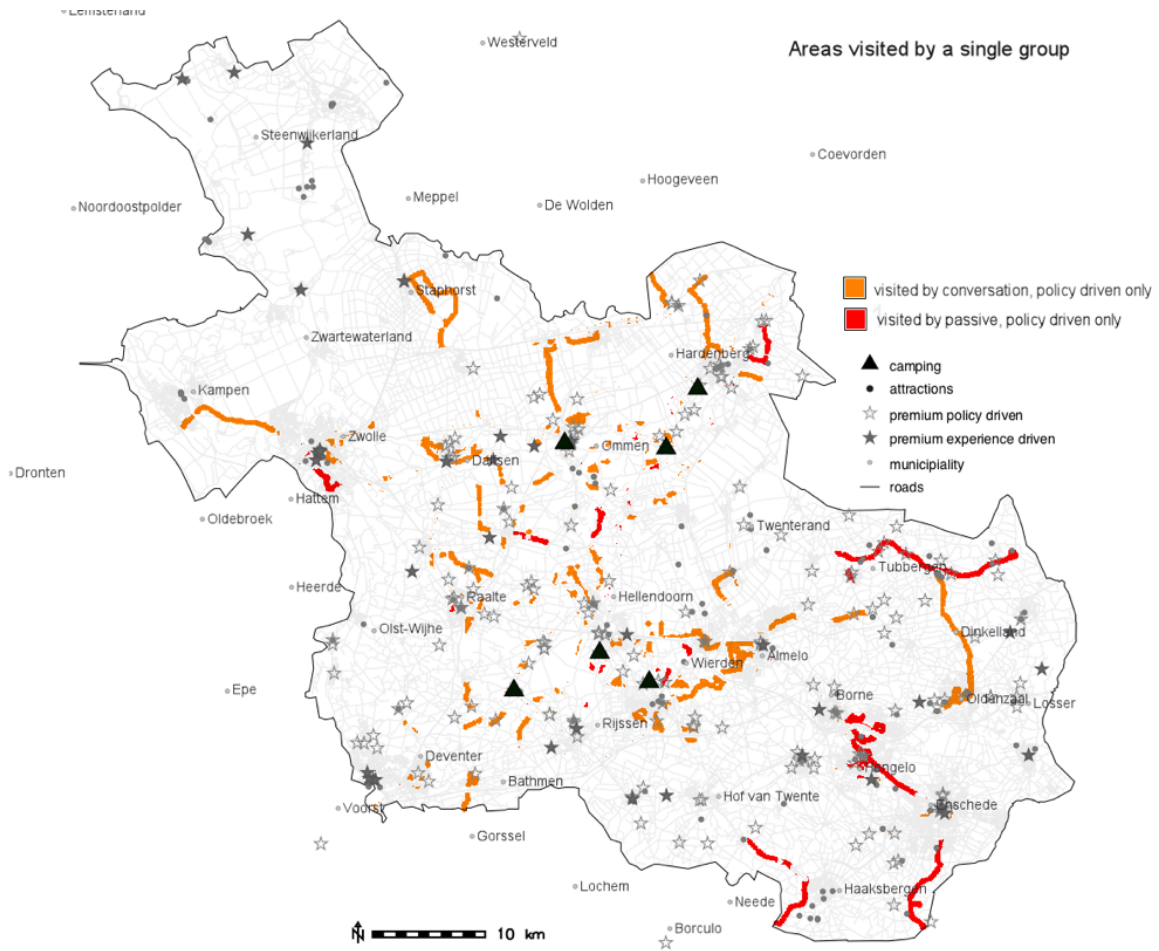 Lemsterland
Westerveld
Areas visited by a single group
Steenwijkerland
Coevorden
Hoogeveen
Meppel
De Wolden
Noordoostpolder
Staphorst
visited by conversation, policy driven only
visited by passive, policy driven only
Zwartewaterland
Hardenberg
camping
Kampen
attractions
premium policy driven
Zwolle
Ommen
premium experience driven
Dalfsen
municipiality
Dronten
roads
Hattem
Oldebroek
Twenterand
Tubbergen
Heerde
Raalte
Hellendoorn
Olst-Wijhe
Dinkelland
Almelo
Wierden
Epe
Borne
Oldenzaal
Losser
Rijssen
Deventer
Hengelo
Bathmen
Hof van Twente
Voorst
Enschede
Gorssel
Lochem
Haaksbergen
Neede
Borculo
N
10 km